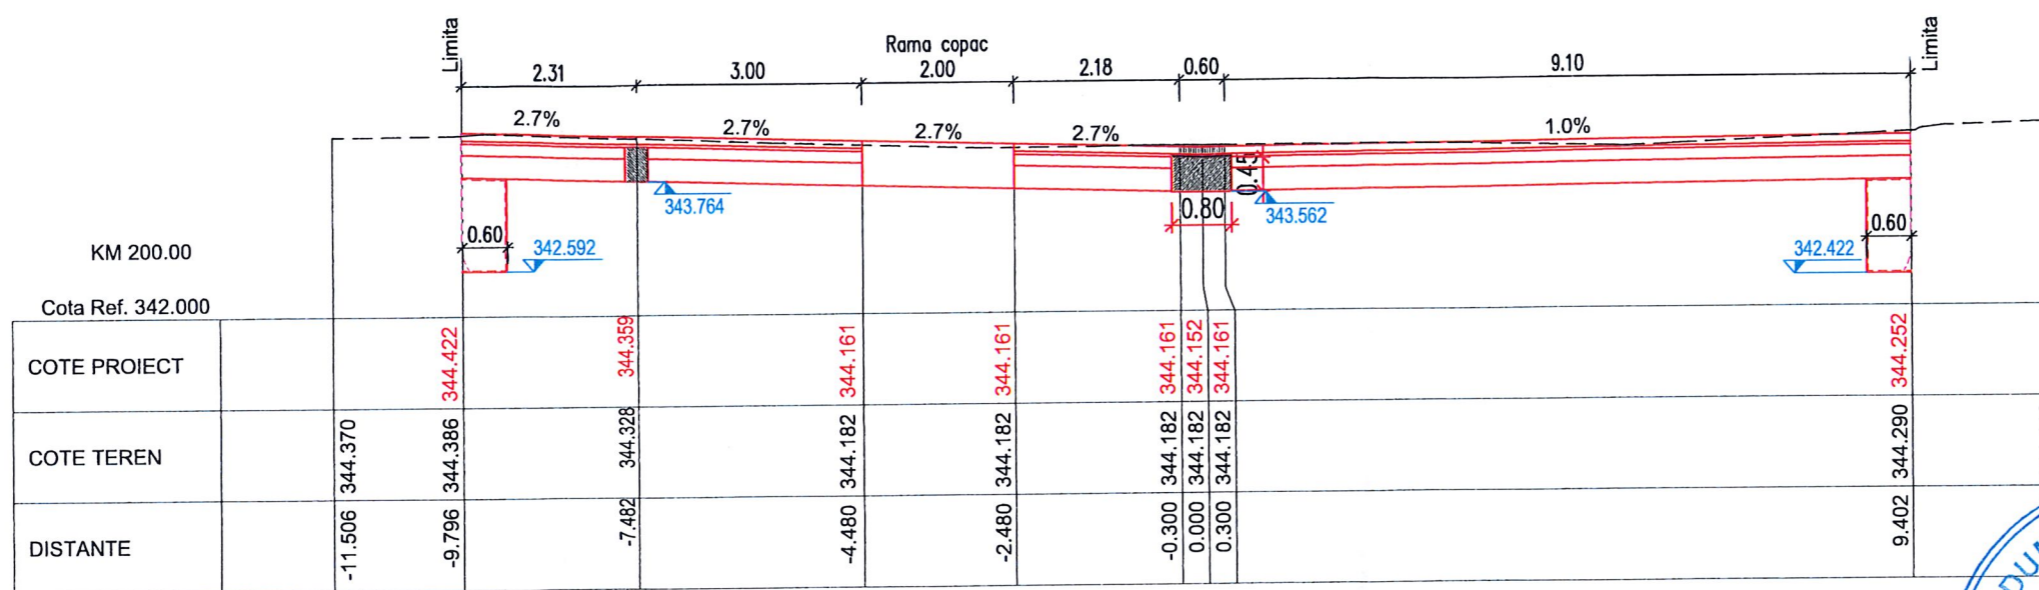 Limita
Rama copac
Limita
2.31 3.00 2.00 2.18 0.60 9.10
2.7% 2.7% 2.7% 2.7% 1.0%
0.45
343.764 0.80 343.562
0.60 342.592 342.422 0.60
KM 200.00
Cota Ref. 342.000
COTE PROIECT 344.422 344.359 344.161 344.161 344.161 344.152 344.161 344.252
COTE TEREN 344.370 344.386 344.328 344.182 344.182 344.182 344.182 344.182 344.290
DISTANTE -11.506 -9.796 -7.482 -4.480 -2.480 -0.300 0.000 0.300 9.402